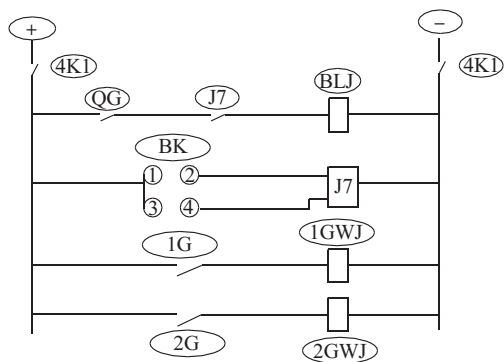 + −
4K1 4K1
QG J7 BLJ
BK
1 2
J7
3 4
1G 1GWJ
2G 2GWJ